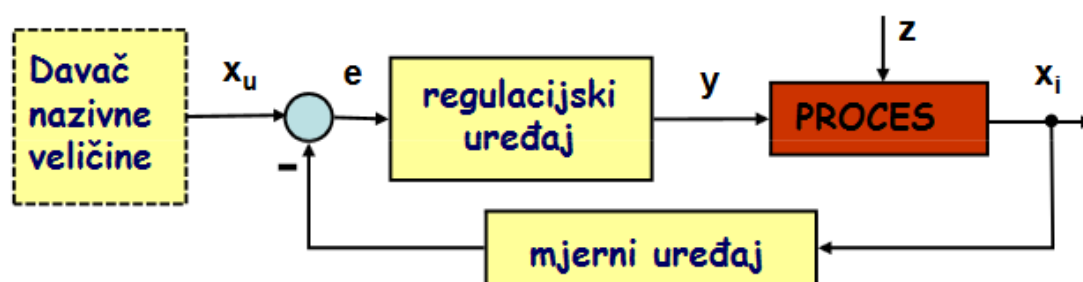 Davač
nazivne
veličine
xu
e
regulacijski
uređaj
y
z
PROCES
xi
-
mjerni uređaj